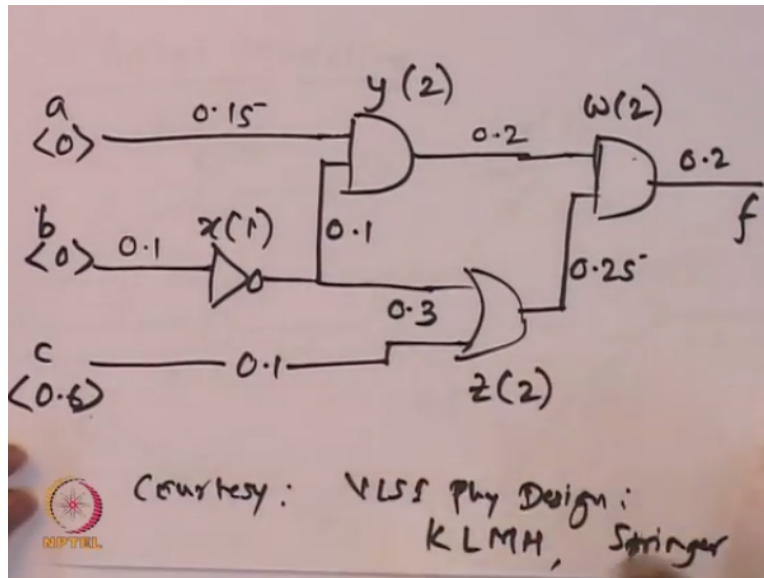 a
<0>
0.15
y(2)
0.2
w(2)
0.2
f
b
<0>
0.1
x(1)
0.1
0.3
0.25
c
<0.6>
0.1
z(2)
Courtesy: VLSI Phy Design:
KLMH, Springer
NPTEL